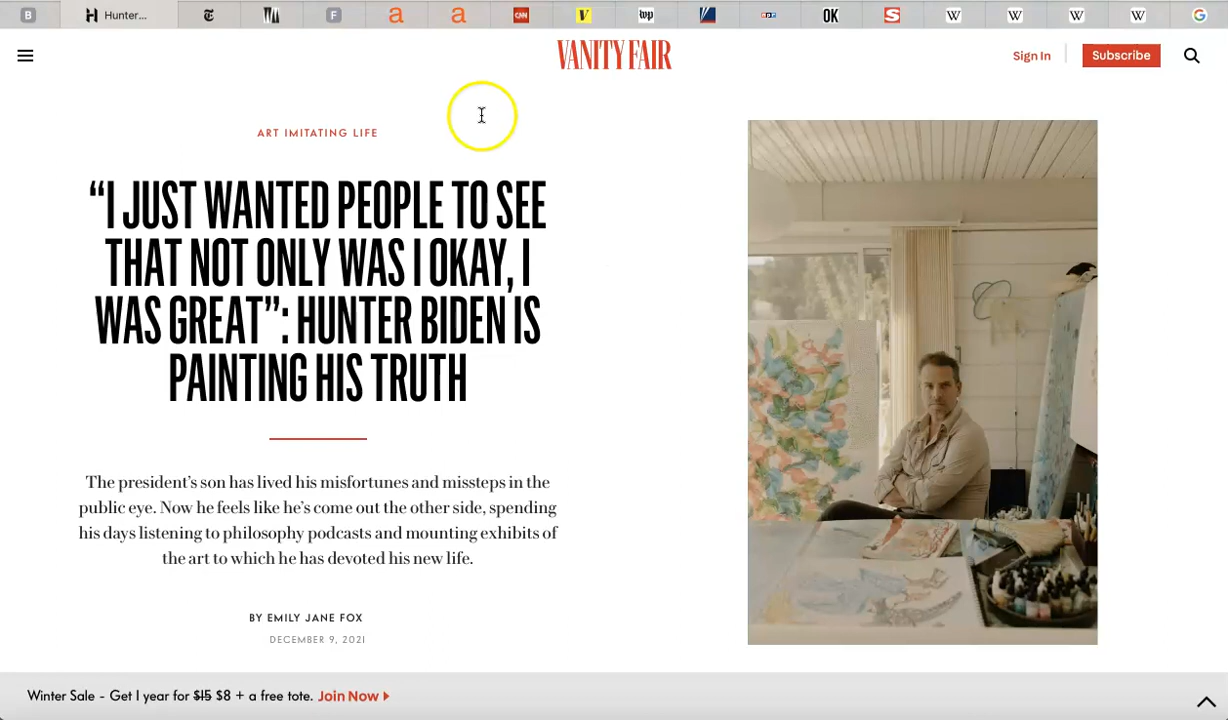 B
Hunter...
T
W
F
a
a
CNN
V
wp
npr
OK
S
W
W
W
W
G
VANITY FAIR
Sign In
Subscribe
ART IMITATING LIFE
“I JUST WANTED PEOPLE TO SEE
THAT NOT ONLY WAS I OKAY, I
WAS GREAT”: HUNTER BIDEN IS
PAINTING HIS TRUTH
The president’s son has lived his misfortunes and missteps in the
public eye. Now he feels like he’s come out the other side, spending
his days listening to philosophy podcasts and mounting exhibits of
the art to which he has devoted his new life.
BY EMILY JANE FOX
DECEMBER 9, 2021
Winter Sale - Get 1 year for $15 $8 + a free tote. Join Now